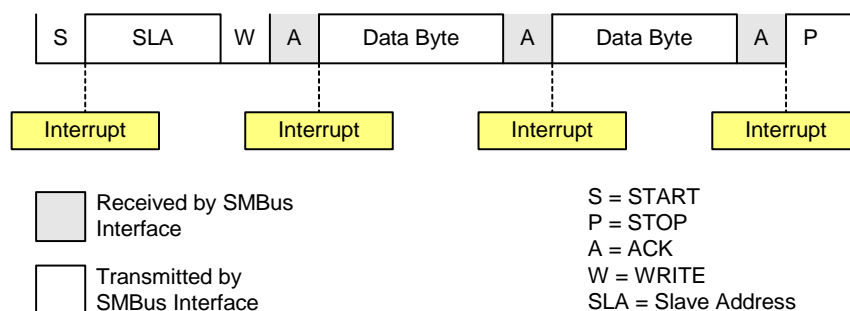 S SLA W A Data Byte A Data Byte A P
Interrupt Interrupt Interrupt Interrupt
Received by SMBus
Interface
Transmitted by
SMBus Interface
S = START
P = STOP
A = ACK
W = WRITE
SLA = Slave Address